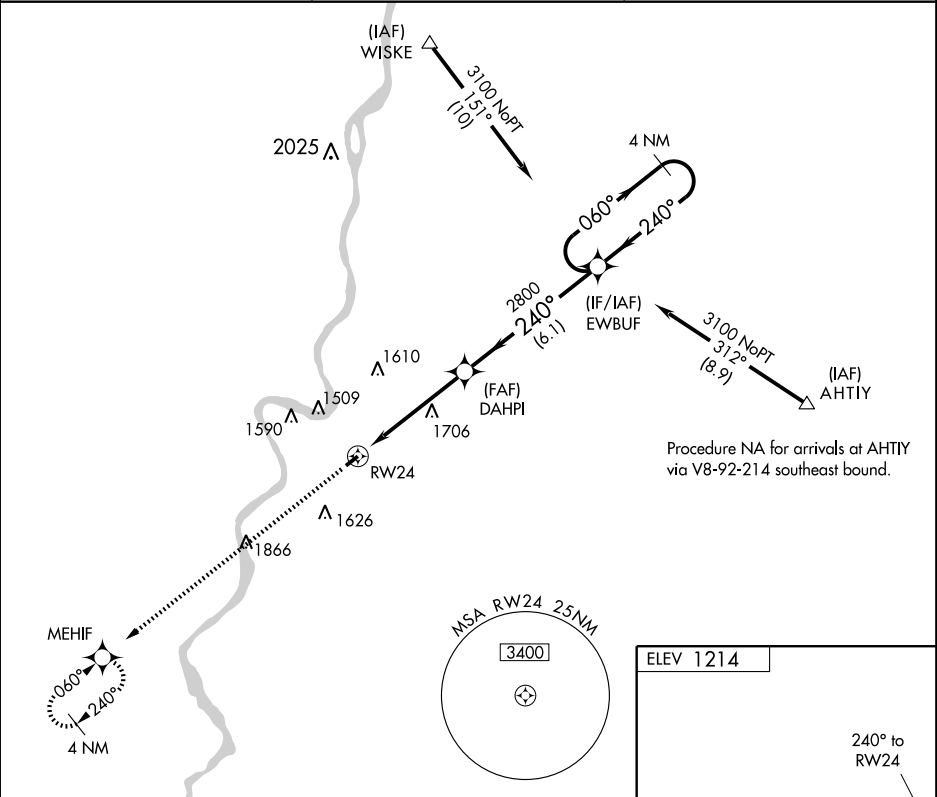 (IAF)
WISKE
3100 NoPT
151°
(10)
2025
4 NM
060°
240°
(IF/IAF)
EWBUF
2800
240°
(6.1)
3100 NoPT
312°
(8.9)
(IAF)
AHTIY
1610
(FAF)
DAHPI
1509
1590
1706
Procedure NA for arrivals at AHTIY
via V8-92-214 southeast bound.
RW24
1626
1866
MEHIF
060°
240°
4 NM
MSA RW24 25NM
3400
ELEV 1214
240° to
RW24